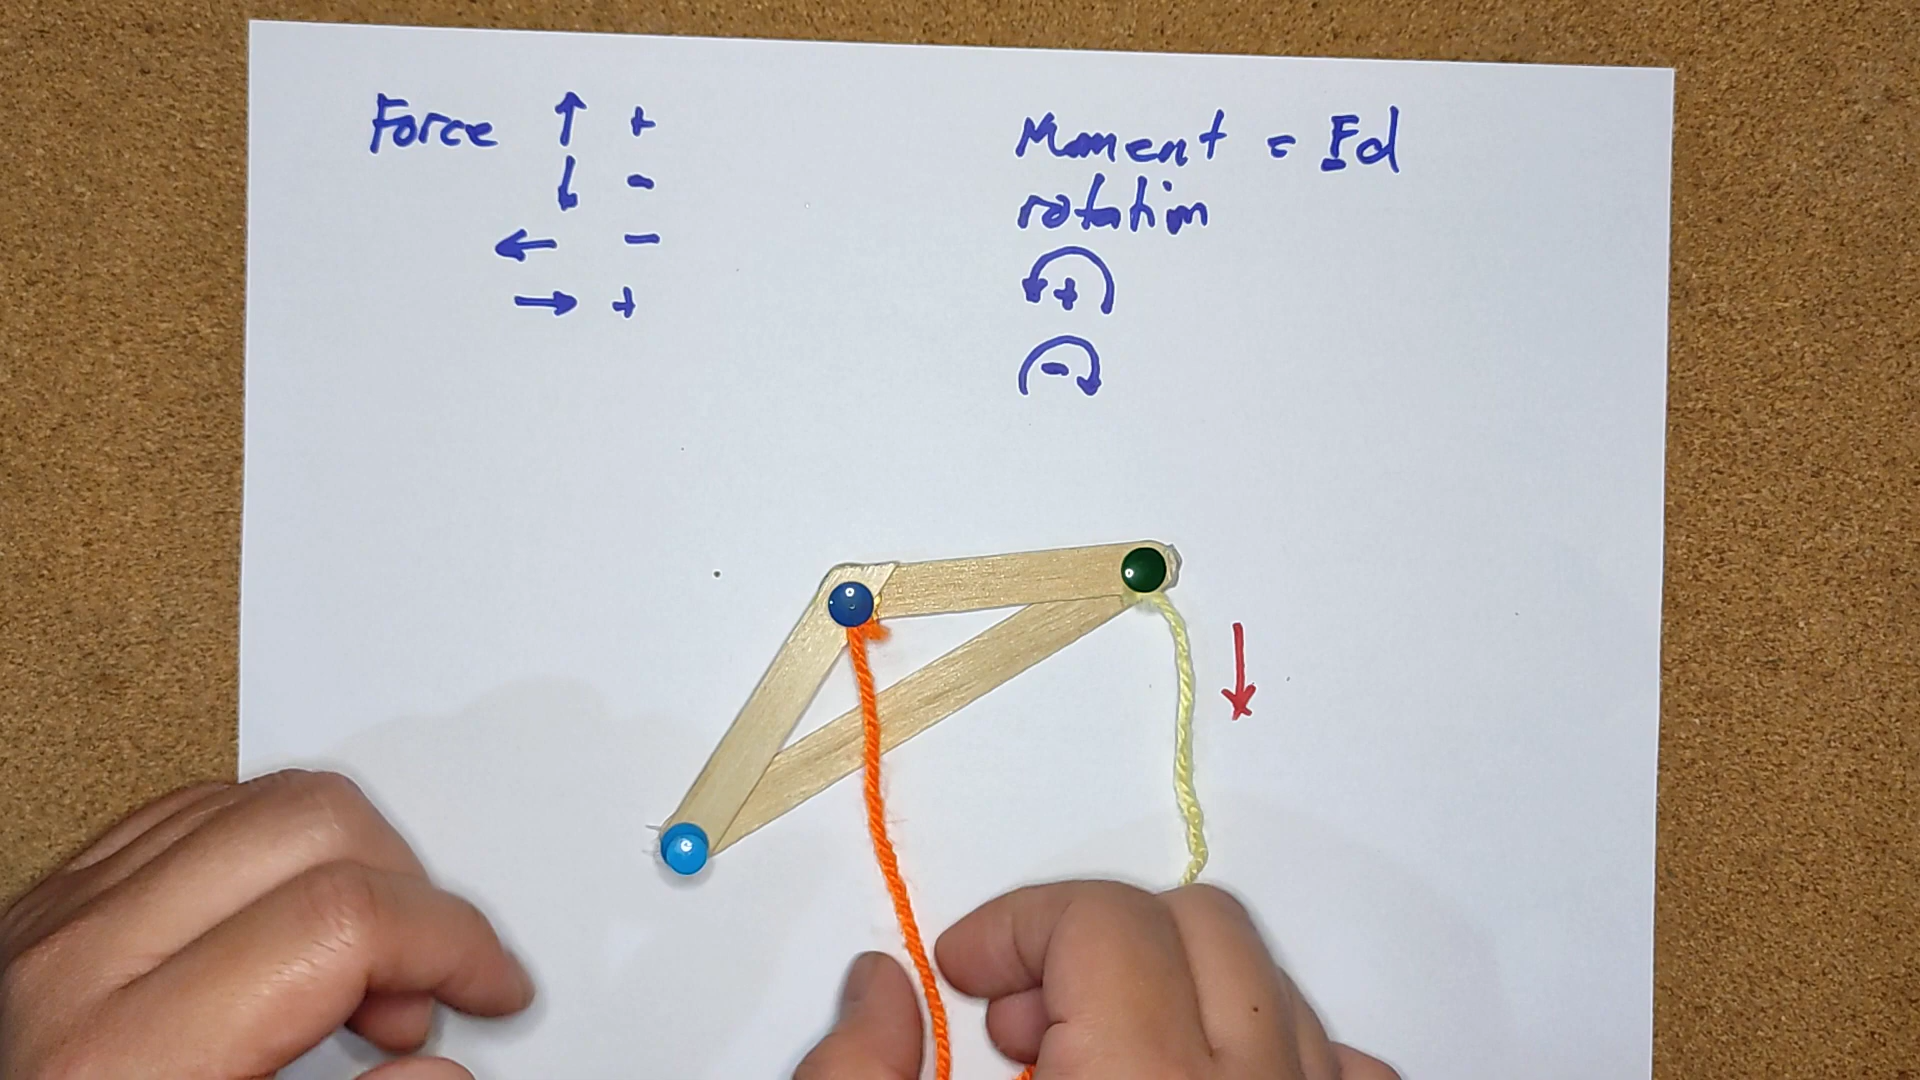 Force ↑ +
↓ -
← -
→ +
Moment = Fd
rotation
+
-